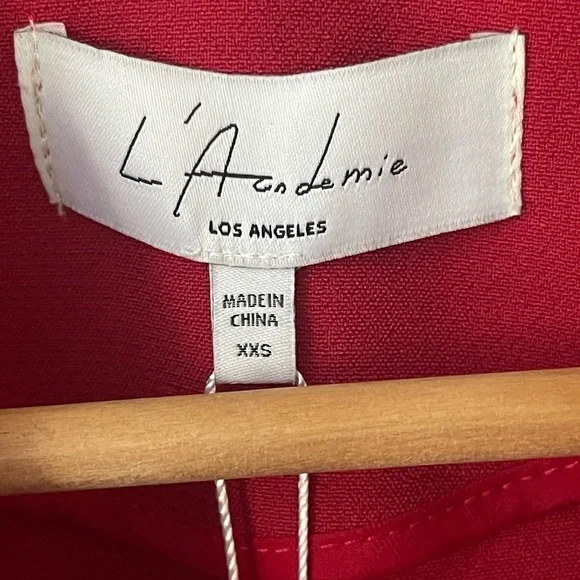 L'Academie
LOS ANGELES
MADE IN
CHINA
XXS